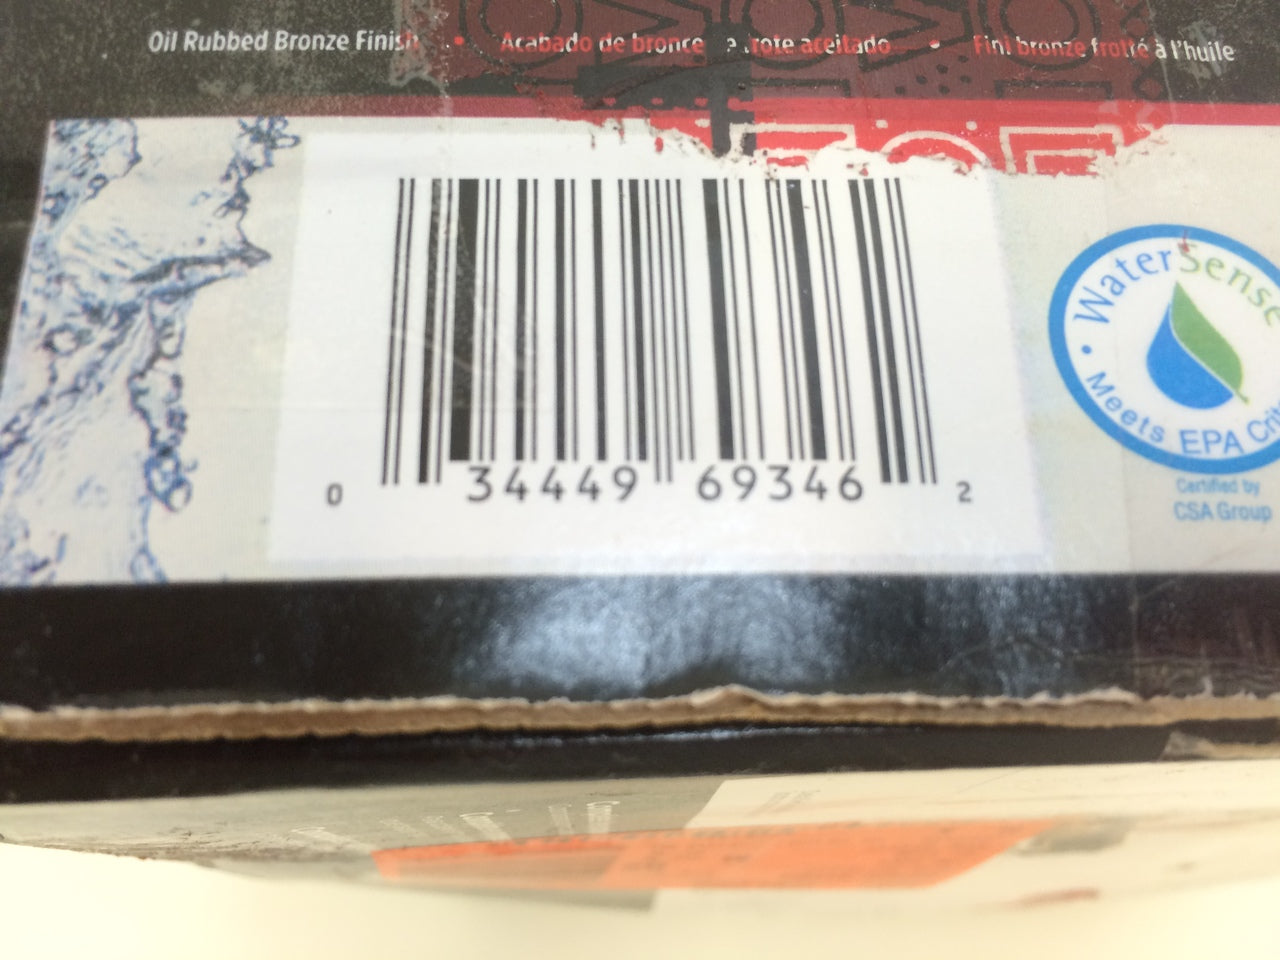 Oil Rubbed Bronze Finish • Acabado de bronce frote aceitado • Fini bronze frotté à l'huile
WaterSense
• Meets EPA
0 34449 69346 2
Certified by
CSA Group